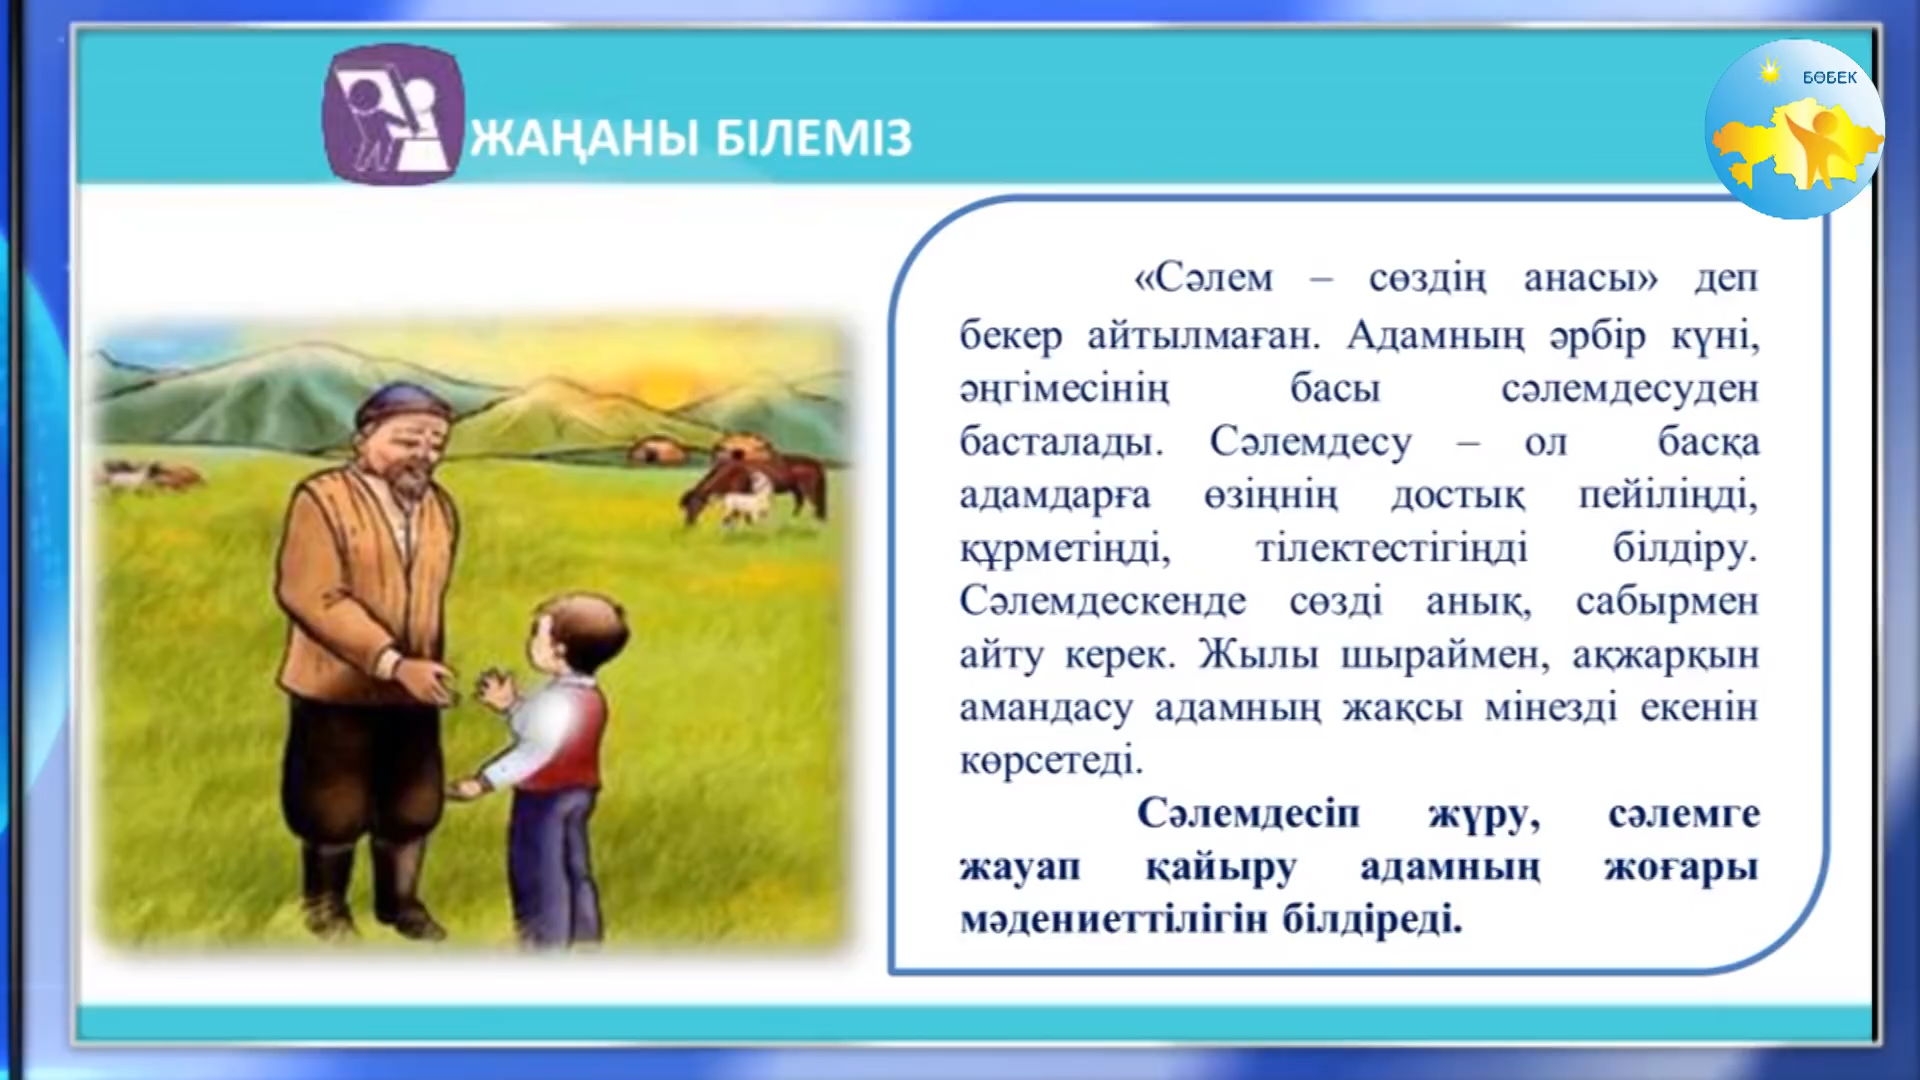 БӨБЕК
ЖАҢАНЫ БІЛЕМІЗ
«Сәлем – сөздің анасы» деп
бекер айтылмаған. Адамның әрбір күні,
әңгімесінің басы сәлемдесуден
басталады. Сәлемдесу – ол басқа
адамдарға өзіңнің достық пейіліңді,
құрметіңді, тілектестігіңді білдіру.
Сәлемдескенде сөзді анық, сабырмен
айту керек. Жылы шыраймен, ақжарқын
амандасу адамның жақсы мінезді екенін
көрсетеді.
Сәлемдесіп жүру, сәлемге
жауап қайыру адамның жоғары
мәдениеттілігін білдіреді.